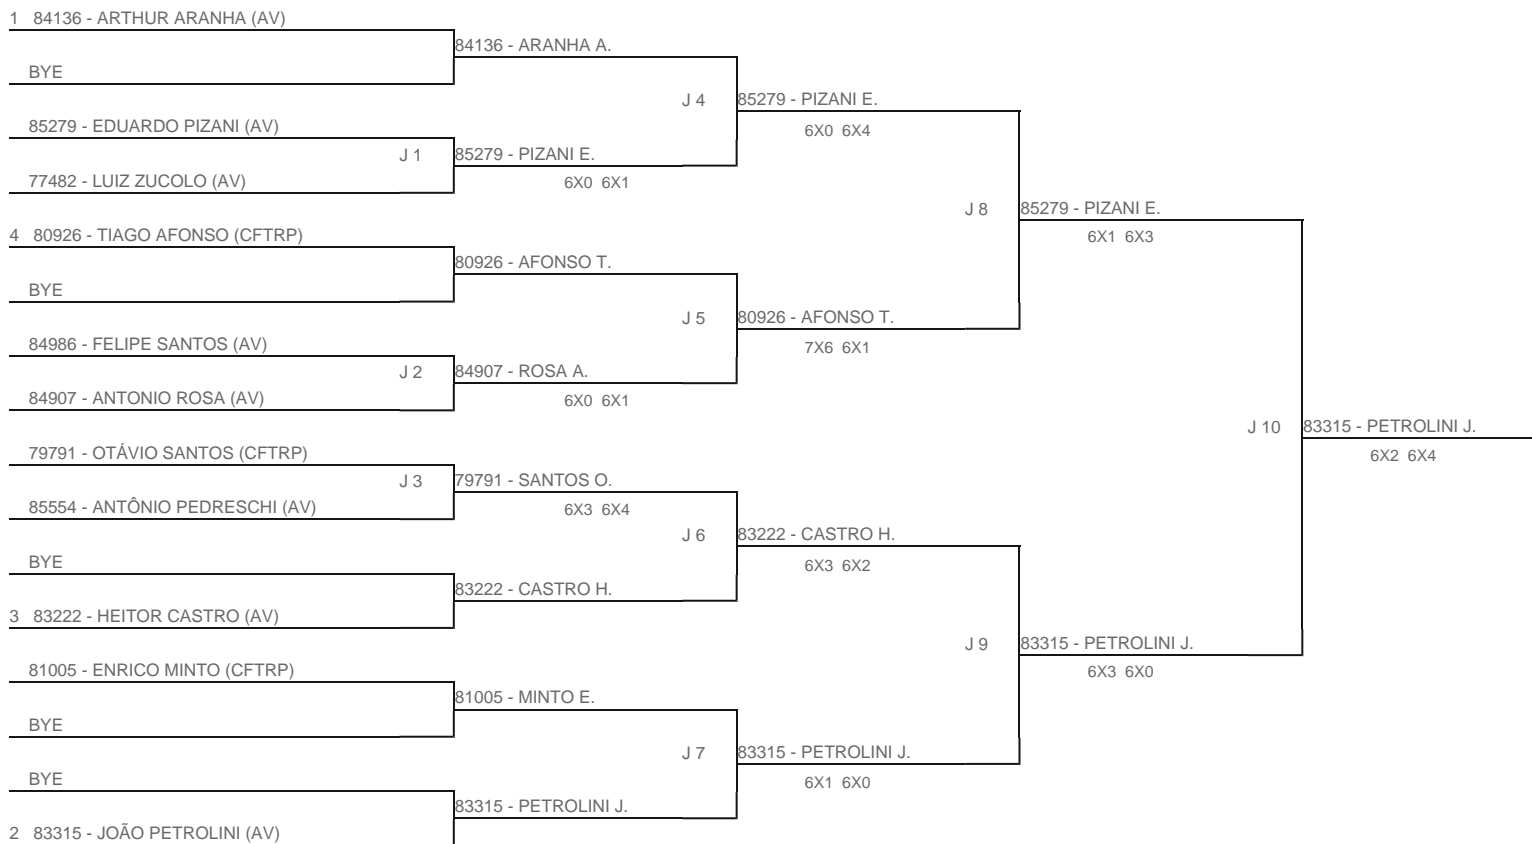 1 84136 - ARTHUR ARANHA (AV)
84136 - ARANHA A.
BYE
J 4
85279 - PIZANI E.
85279 - EDUARDO PIZANI (AV)
6X0 6X4
J 1
85279 - PIZANI E.
77482 - LUIZ ZUCOLO (AV)
6X0 6X1
J 8
85279 - PIZANI E.
4 80926 - TIAGO AFONSO (CFTRP)
6X1 6X3
80926 - AFONSO T.
BYE
J 5
80926 - AFONSO T.
84986 - FELIPE SANTOS (AV)
7X6 6X1
J 2
84907 - ROSA A.
84907 - ANTONIO ROSA (AV)
6X0 6X1
J 10
83315 - PETROLINI J.
79791 - OTÁVIO SANTOS (CFTRP)
6X2 6X4
J 3
79791 - SANTOS O.
85554 - ANTÔNIO PEDRESCHI (AV)
6X3 6X4
J 6
83222 - CASTRO H.
BYE
6X3 6X2
83222 - CASTRO H.
3 83222 - HEITOR CASTRO (AV)
J 9
83315 - PETROLINI J.
81005 - ENRICO MINTO (CFTRP)
6X3 6X0
81005 - MINTO E.
BYE
J 7
83315 - PETROLINI J.
BYE
6X1 6X0
83315 - PETROLINI J.
2 83315 - JOÃO PETROLINI (AV)